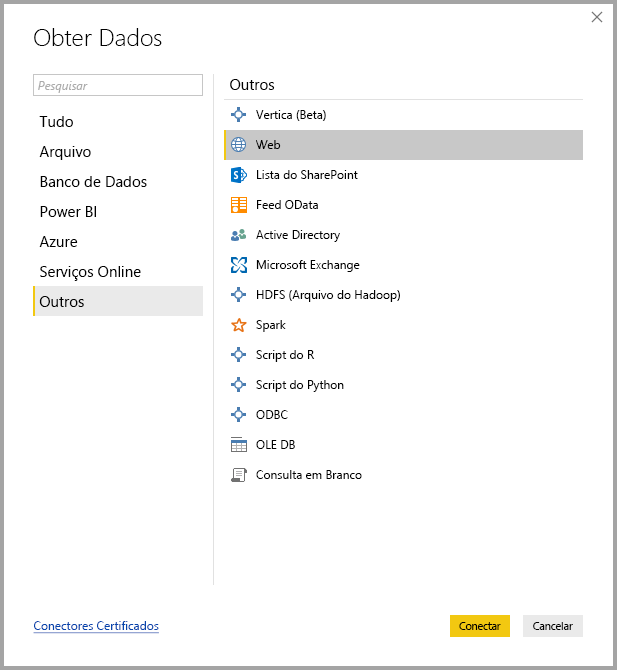 Obter Dados
Pesquisar
Tudo
Arquivo
Banco de Dados
Power BI
Azure
Serviços Online
Outros
Outros
Vertica (Beta)
Web
Lista do SharePoint
Feed OData
Active Directory
Microsoft Exchange
HDFS (Arquivo do Hadoop)
Spark
Script do R
Script do Python
ODBC
OLE DB
Consulta em Branco
Conectores Certificados
Conectar
Cancelar